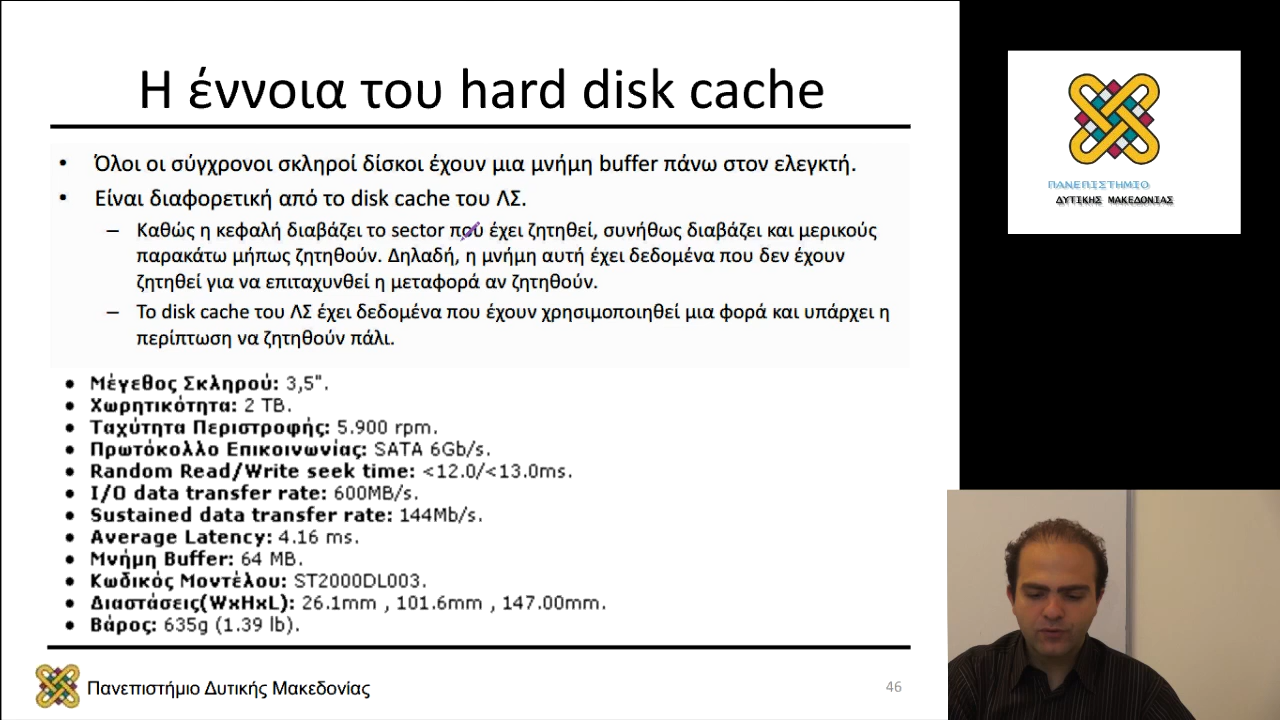 Η έννοια του hard disk cache
• Όλοι οι σύγχρονοι σκληροί δίσκοι έχουν μια μνήμη buffer πάνω στον ελεγκτή.
• Είναι διαφορετική από το disk cache του ΛΣ.
– Καθώς η κεφαλή διαβάζει το sector που έχει ζητηθεί, συνήθως διαβάζει και μερικούς
παρακάτω μήπως ζητηθούν. Δηλαδή, η μνήμη αυτή έχει δεδομένα που δεν έχουν
ζητηθεί για να επιταχυνθεί η μεταφορά αν ζητηθούν.
– Το disk cache του ΛΣ έχει δεδομένα που έχουν χρησιμοποιηθεί μια φορά και υπάρχει η
περίπτωση να ζητηθούν πάλι.
• Μέγεθος Σκληρού: 3,5".
• Χωρητικότητα: 2 TB.
• Ταχύτητα Περιστροφής: 5.900 rpm.
• Πρωτόκολλο Επικοινωνίας: SATA 6Gb/s.
• Random Read/Write seek time: <12.0/<13.0ms.
• I/O data transfer rate: 600MB/s.
• Sustained data transfer rate: 144Mb/s.
• Average Latency: 4.16 ms.
• Μνήμη Buffer: 64 MB.
• Κωδικός Μοντέλου: ST2000DL003.
• Διαστάσεις(WxHxL): 26.1mm , 101.6mm , 147.00mm.
• Βάρος: 635g (1.39 lb).
Πανεπιστήμιο Δυτικής Μακεδονίας
46
ΠΑΝΕΠΙΣΤΗΜΙΟ
ΔΥΤΙΚΗΣ ΜΑΚΕΔΟΝΙΑΣ